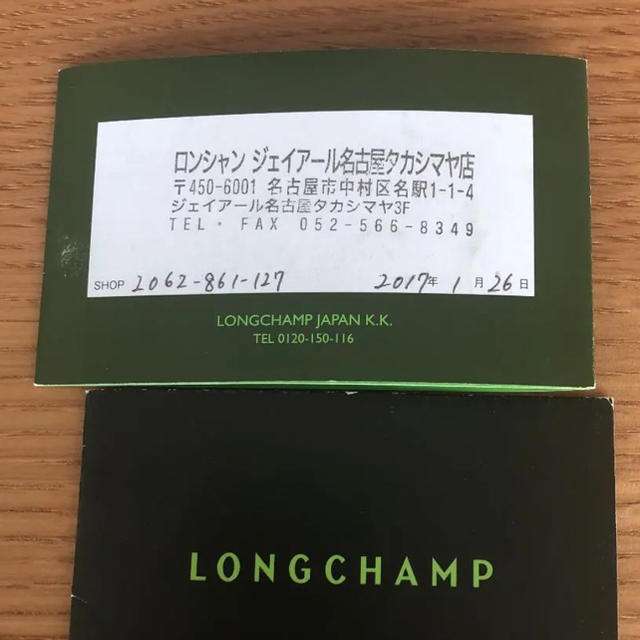 ロンシャン ジェイアール名古屋タカシマヤ店
〒450-6001 名古屋市中村区名駅1-1-4
ジェイアール名古屋タカシマヤ3F
TEL・FAX 052-566-8349
SHOP 2062-861-127 2017年 1月 26日
LONGCHAMP JAPAN K.K.
TEL 0120-150-116
LONGCHAMP